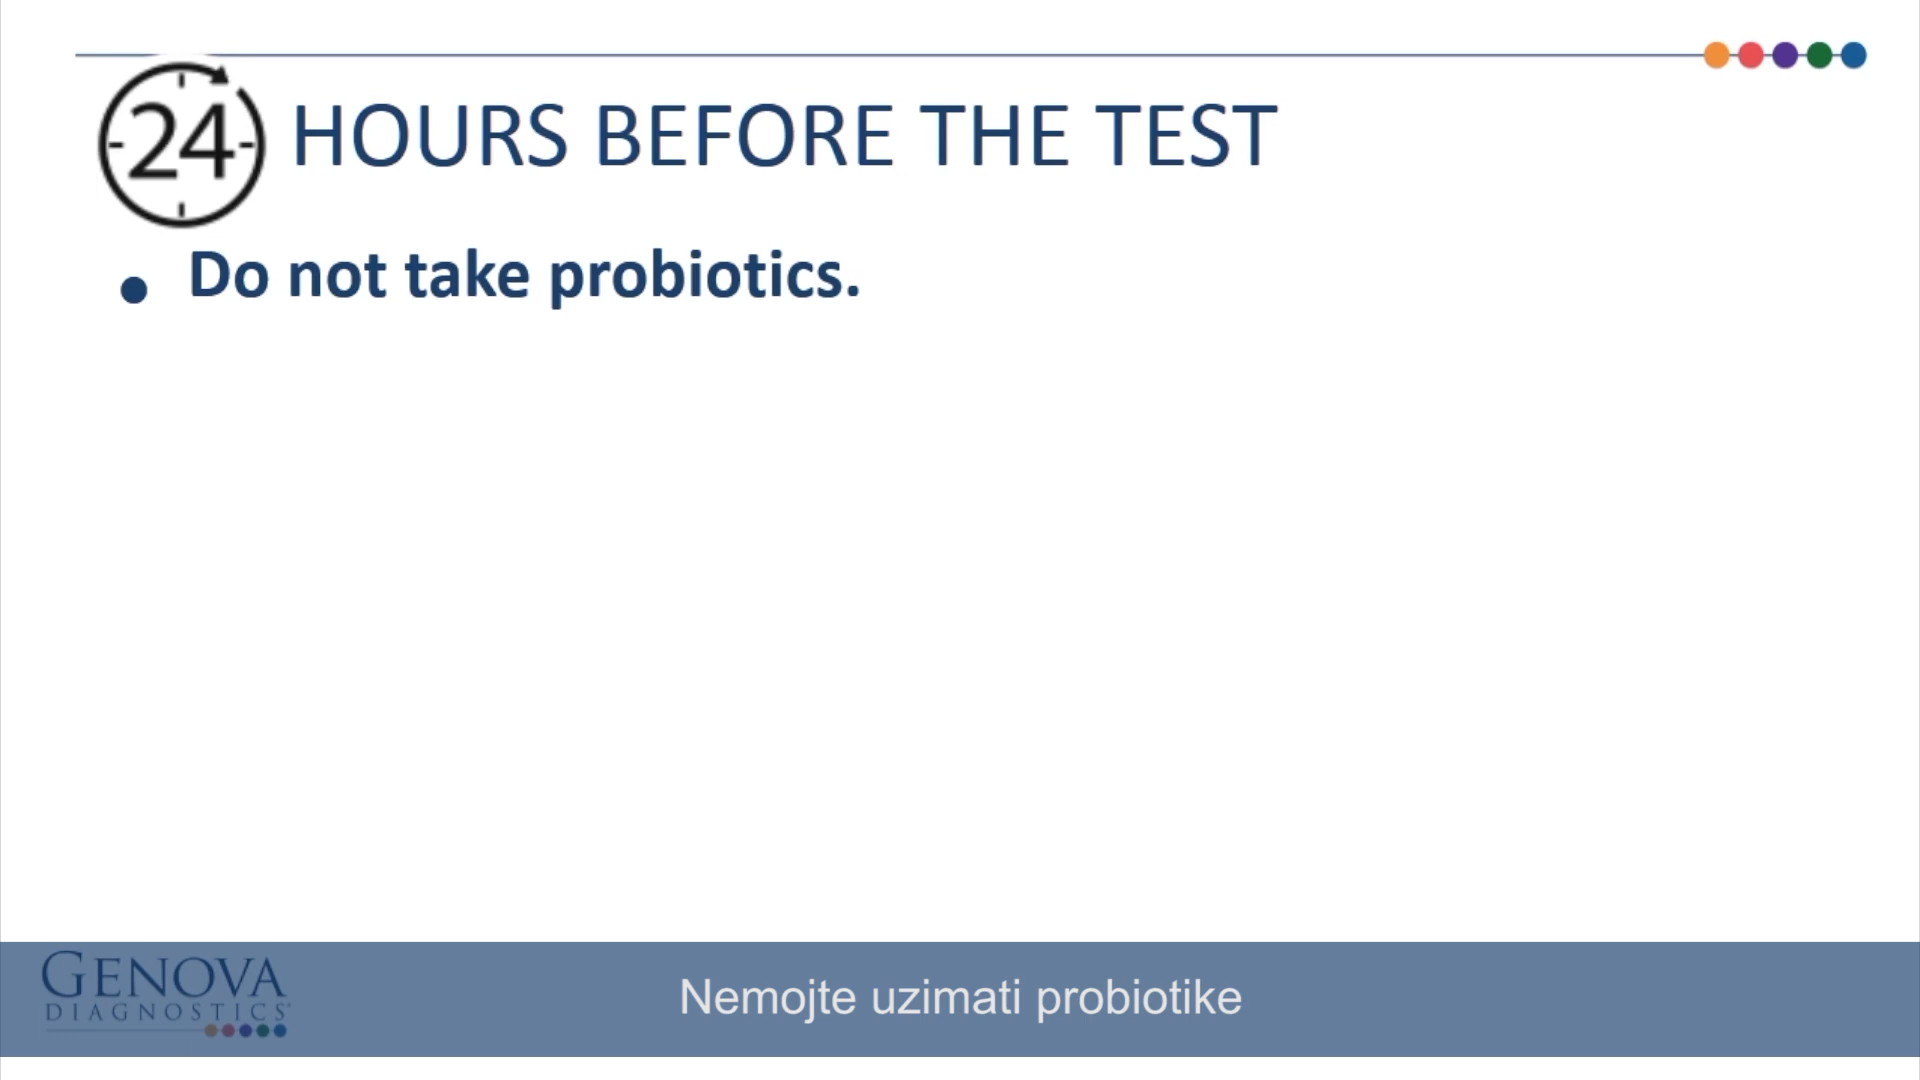 24 HOURS BEFORE THE TEST
• Do not take probiotics.
GENOVA
DIAGNOSTICS
Nemojte uzimati probiotike